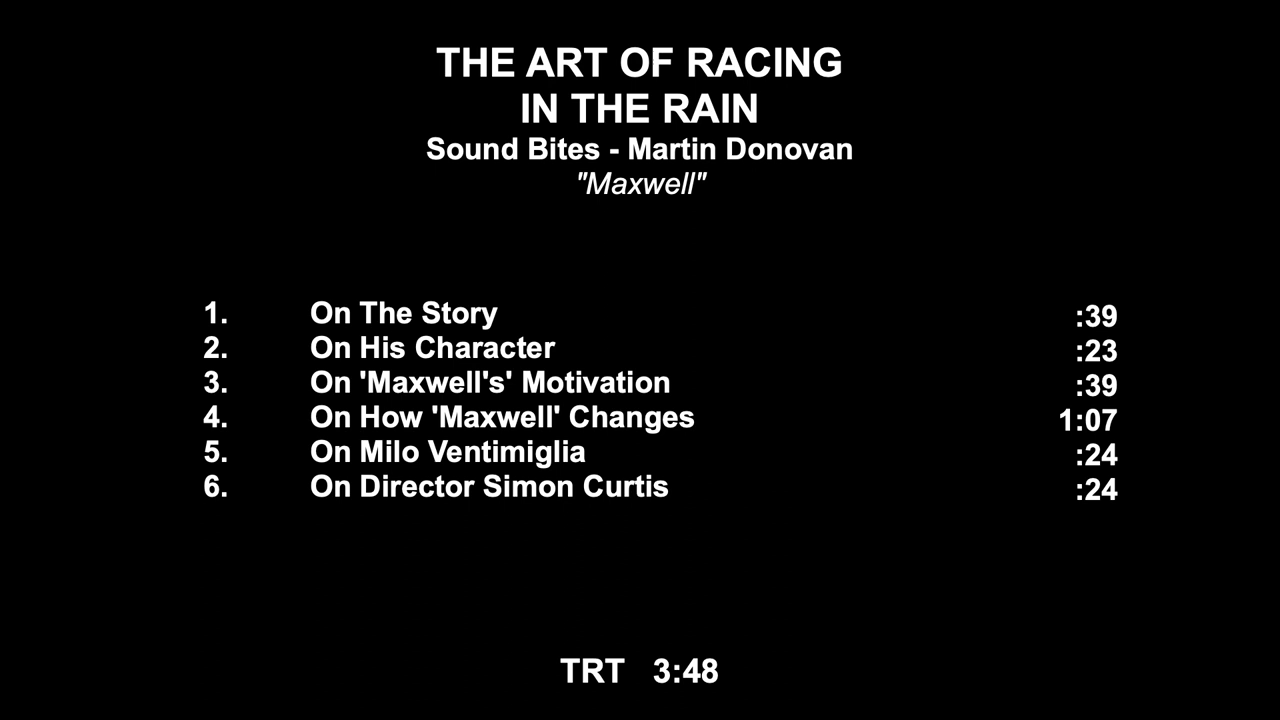 THE ART OF RACING
IN THE RAIN
Sound Bites - Martin Donovan
"Maxwell"
1. On The Story :39
2. On His Character :23
3. On 'Maxwell's' Motivation :39
4. On How 'Maxwell' Changes 1:07
5. On Milo Ventimiglia :24
6. On Director Simon Curtis :24
TRT 3:48